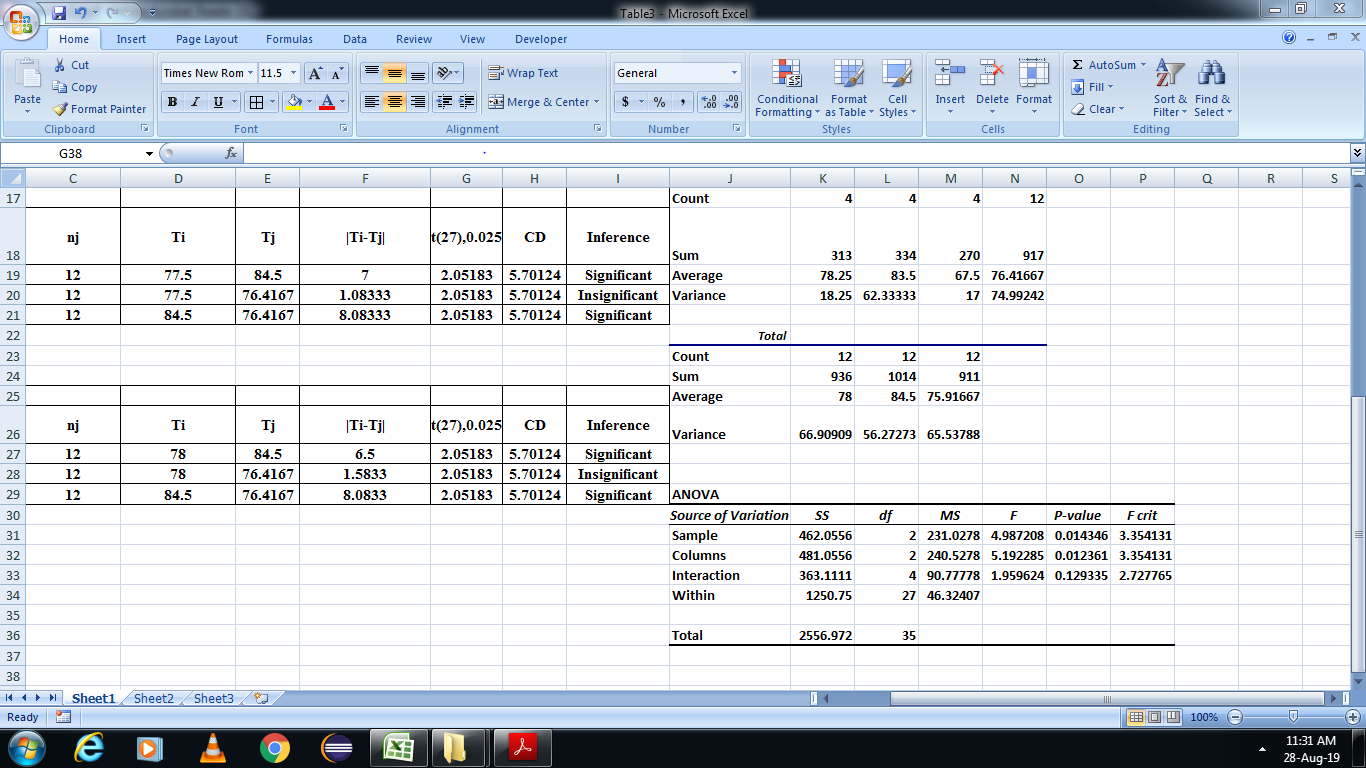 Table3 - Microsoft Excel
Home Insert Page Layout Formulas Data Review View Developer
Paste
Cut
Copy
Format Painter
Clipboard
Times New Rom 11.5 A A
B I U A
Font
Wrap Text
Merge & Center
Alignment
General
$ % , .0 .00 .00 .0
Number
Conditional Formatting
Format as Table
Cell Styles
Styles
Insert Delete Format
Cells
Σ AutoSum
Fill
Clear
Sort & Filter
Find & Select
Editing
G38 fx
C D E F G H I J K L M N O P Q R S
17 Count 4 4 4 12
18 nj Ti Tj |Ti-Tj| t(27),0.025 CD Inference Sum 313 334 270 917
19 12 77.5 84.5 7 2.05183 5.70124 Significant Average 78.25 83.5 67.5 76.41667
20 12 77.5 76.4167 1.08333 2.05183 5.70124 Insignificant Variance 18.25 62.33333 17 74.99242
21 12 84.5 76.4167 8.08333 2.05183 5.70124 Significant
22 Total
23 Count 12 12 12
24 Sum 936 1014 911
25 Average 78 84.5 75.91667
26 nj Ti Tj |Ti-Tj| t(27),0.025 CD Inference Variance 66.90909 56.27273 65.53788
27 12 78 84.5 6.5 2.05183 5.70124 Significant
28 12 78 76.4167 1.5833 2.05183 5.70124 Insignificant
29 12 84.5 76.4167 8.0833 2.05183 5.70124 Significant ANOVA
30 Source of Variation SS df MS F P-value F crit
31 Sample 462.0556 2 231.0278 4.987208 0.014346 3.354131
32 Columns 481.0556 2 240.5278 5.192285 0.012361 3.354131
33 Interaction 363.1111 4 90.77778 1.959624 0.129335 2.727765
34 Within 1250.75 27 46.32407
35
36 Total 2556.972 35
37
38
Sheet1 Sheet2 Sheet3
Ready 100%
11:31 AM
28-Aug-19